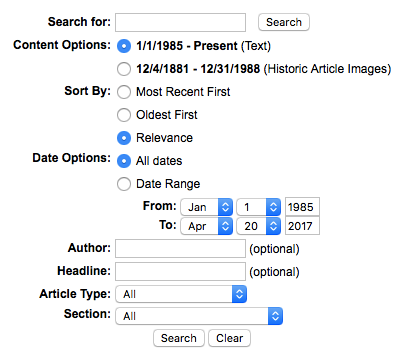 Search for: Search
Content Options: 1/1/1985 - Present (Text)
12/4/1881 - 12/31/1988 (Historic Article Images)
Sort By: Most Recent First
Oldest First
Relevance
Date Options: All dates
Date Range
From: Jan 1 1985
To: Apr 20 2017
Author: (optional)
Headline: (optional)
Article Type: All
Section: All
Search Clear